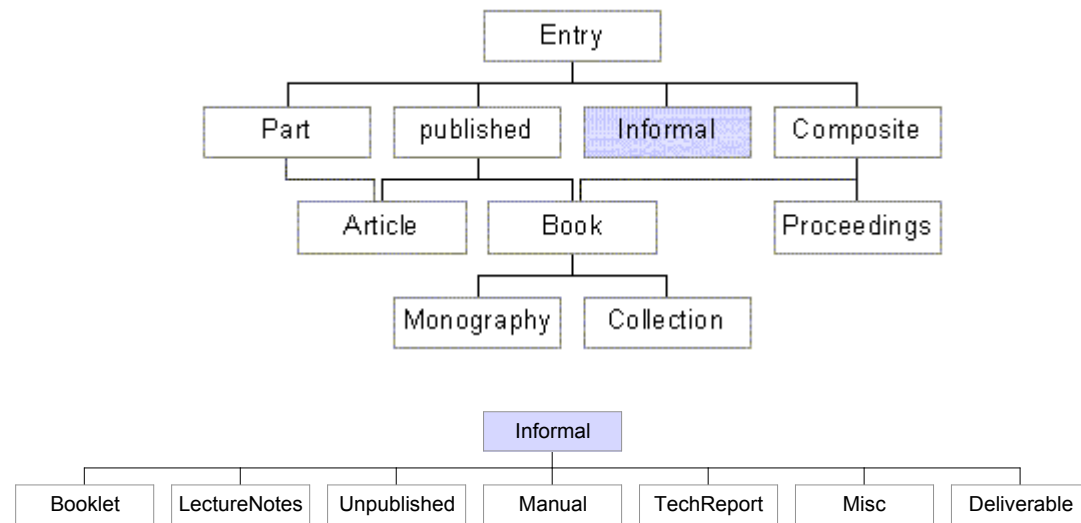 Entry
Part published Informal Composite
Article Book Proceedings
Monography Collection
Informal
Booklet LectureNotes Unpublished Manual TechReport Misc Deliverable